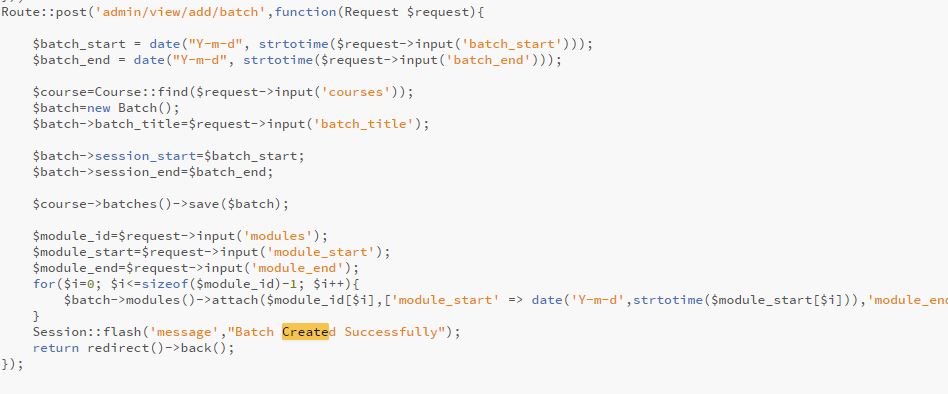 }));
Route::post('admin/view/add/batch',function(Request $request){
$batch_start = date("Y-m-d", strtotime($request->input('batch_start')));
$batch_end = date("Y-m-d", strtotime($request->input('batch_end')));
$course=Course::find($request->input('courses'));
$batch=new Batch();
$batch->batch_title=$request->input('batch_title');
$batch->session_start=$batch_start;
$batch->session_end=$batch_end;
$course->batches()->save($batch);
$module_id=$request->input('modules');
$module_start=$request->input('module_start');
$module_end=$request->input('module_end');
for($i=0; $i<=sizeof($module_id)-1; $i++){
$batch->modules()->attach($module_id[$i],['module_start' => date('Y-m-d',strtotime($module_start[$i])),'module_end
}
Session::flash('message',"Batch Created Successfully");
return redirect()->back();
});